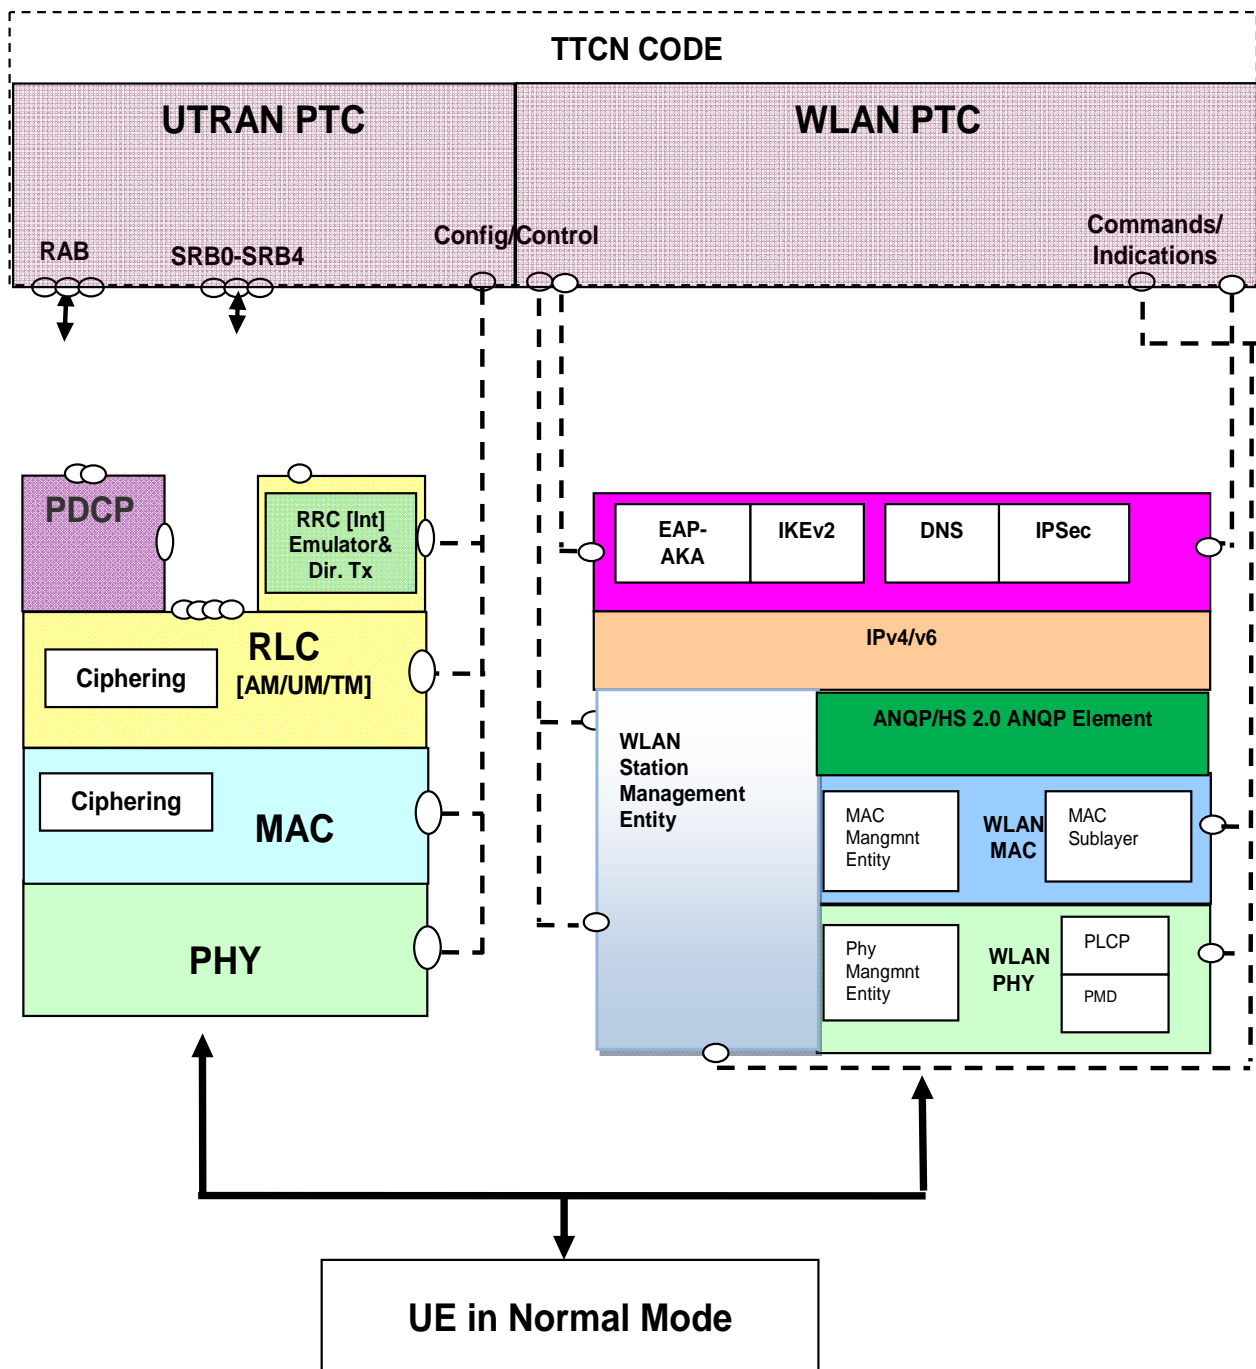 TTCN CODE
UTRAN PTC
WLAN PTC
RAB
SRB0-SRB4
Config/Control
Commands/
Indications
PDCP
RRC [Int]
Emulator&
Dir. Tx
RLC
[AM/UM/TM]
Ciphering
Ciphering
MAC
PHY
EAP-
AKA
IKEv2
DNS
IPSec
IPv4/v6
WLAN
Station
Management
Entity
ANQP/HS 2.0 ANQP Element
MAC
Mangmnt
Entity
WLAN
MAC
MAC
Sublayer
Phy
Mangmnt
Entity
WLAN
PHY
PLCP
PMD
UE in Normal Mode